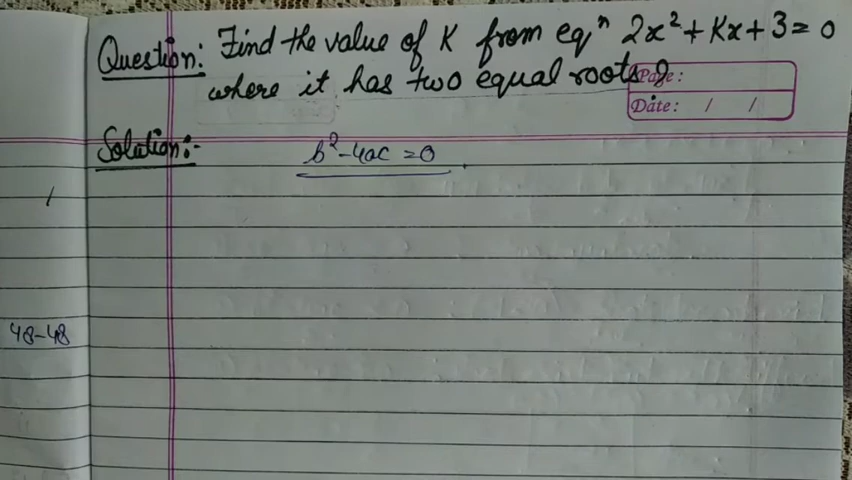 Question: Find the value of K from eqⁿ 2x² + Kx + 3 = 0
where it has two equal roots?
Page:
Date: / /
Solution:-
b² - 4ac = 0
48-48